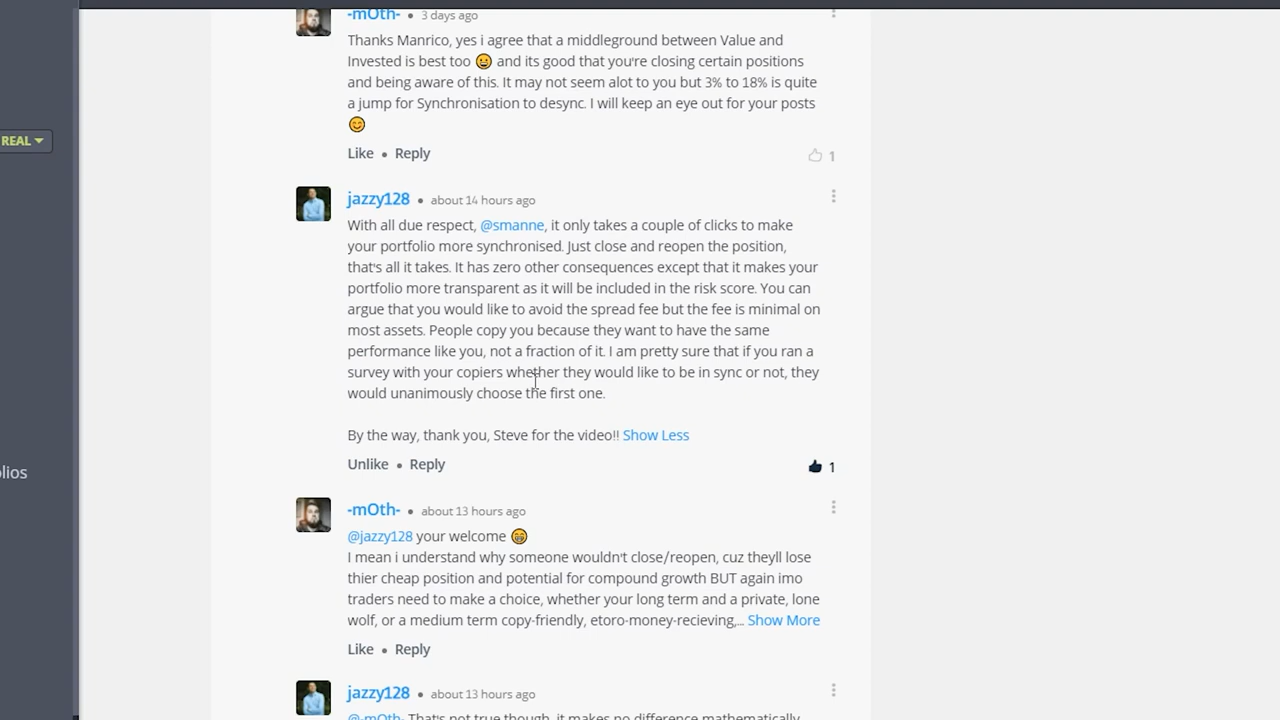 -mOth- • 3 days ago
Thanks Manrico, yes i agree that a middleground between Value and
Invested is best too 😀 and its good that you're closing certain positions
and being aware of this. It may not seem alot to you but 3% to 18% is quite
a jump for Synchronisation to desync. I will keep an eye out for your posts
😊
Like • Reply
1
REAL
jazzy128 • about 14 hours ago
With all due respect, @smanne, it only takes a couple of clicks to make
your portfolio more synchronised. Just close and reopen the position,
that's all it takes. It has zero other consequences except that it makes your
portfolio more transparent as it will be included in the risk score. You can
argue that you would like to avoid the spread fee but the fee is minimal on
most assets. People copy you because they want to have the same
performance like you, not a fraction of it. I am pretty sure that if you ran a
survey with your copiers whether they would like to be in sync or not, they
would unanimously choose the first one.
By the way, thank you, Steve for the video!! Show Less
Unlike • Reply
1
olios
-mOth- • about 13 hours ago
@jazzy128 your welcome 😁
I mean i understand why someone wouldn't close/reopen, cuz theyll lose
thier cheap position and potential for compound growth BUT again imo
traders need to make a choice, whether your long term and a private, lone
wolf, or a medium term copy-friendly, etoro-money-recieving,... Show More
Like • Reply
jazzy128 • about 13 hours ago
@-mOth- That's not true though, it makes no difference mathematically